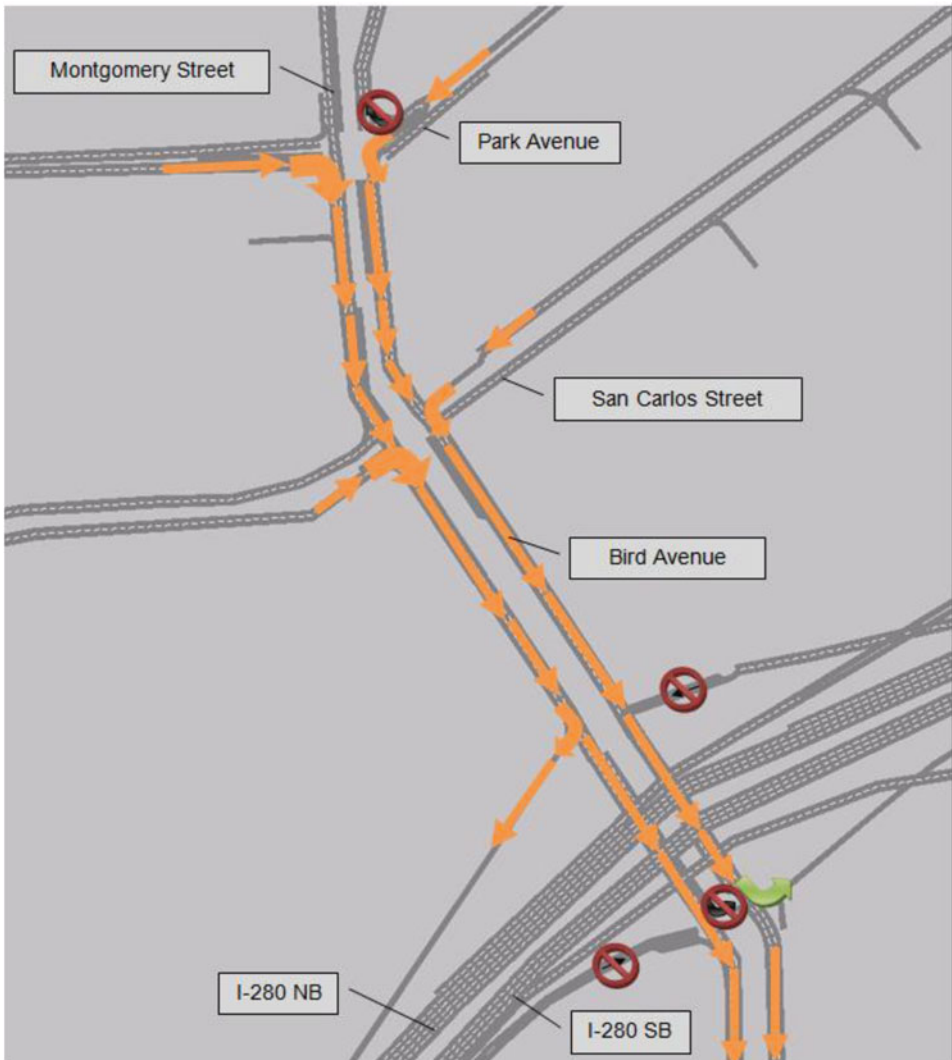 Montgomery Street
Park Avenue
San Carlos Street
Bird Avenue
I-280 NB
I-280 SB